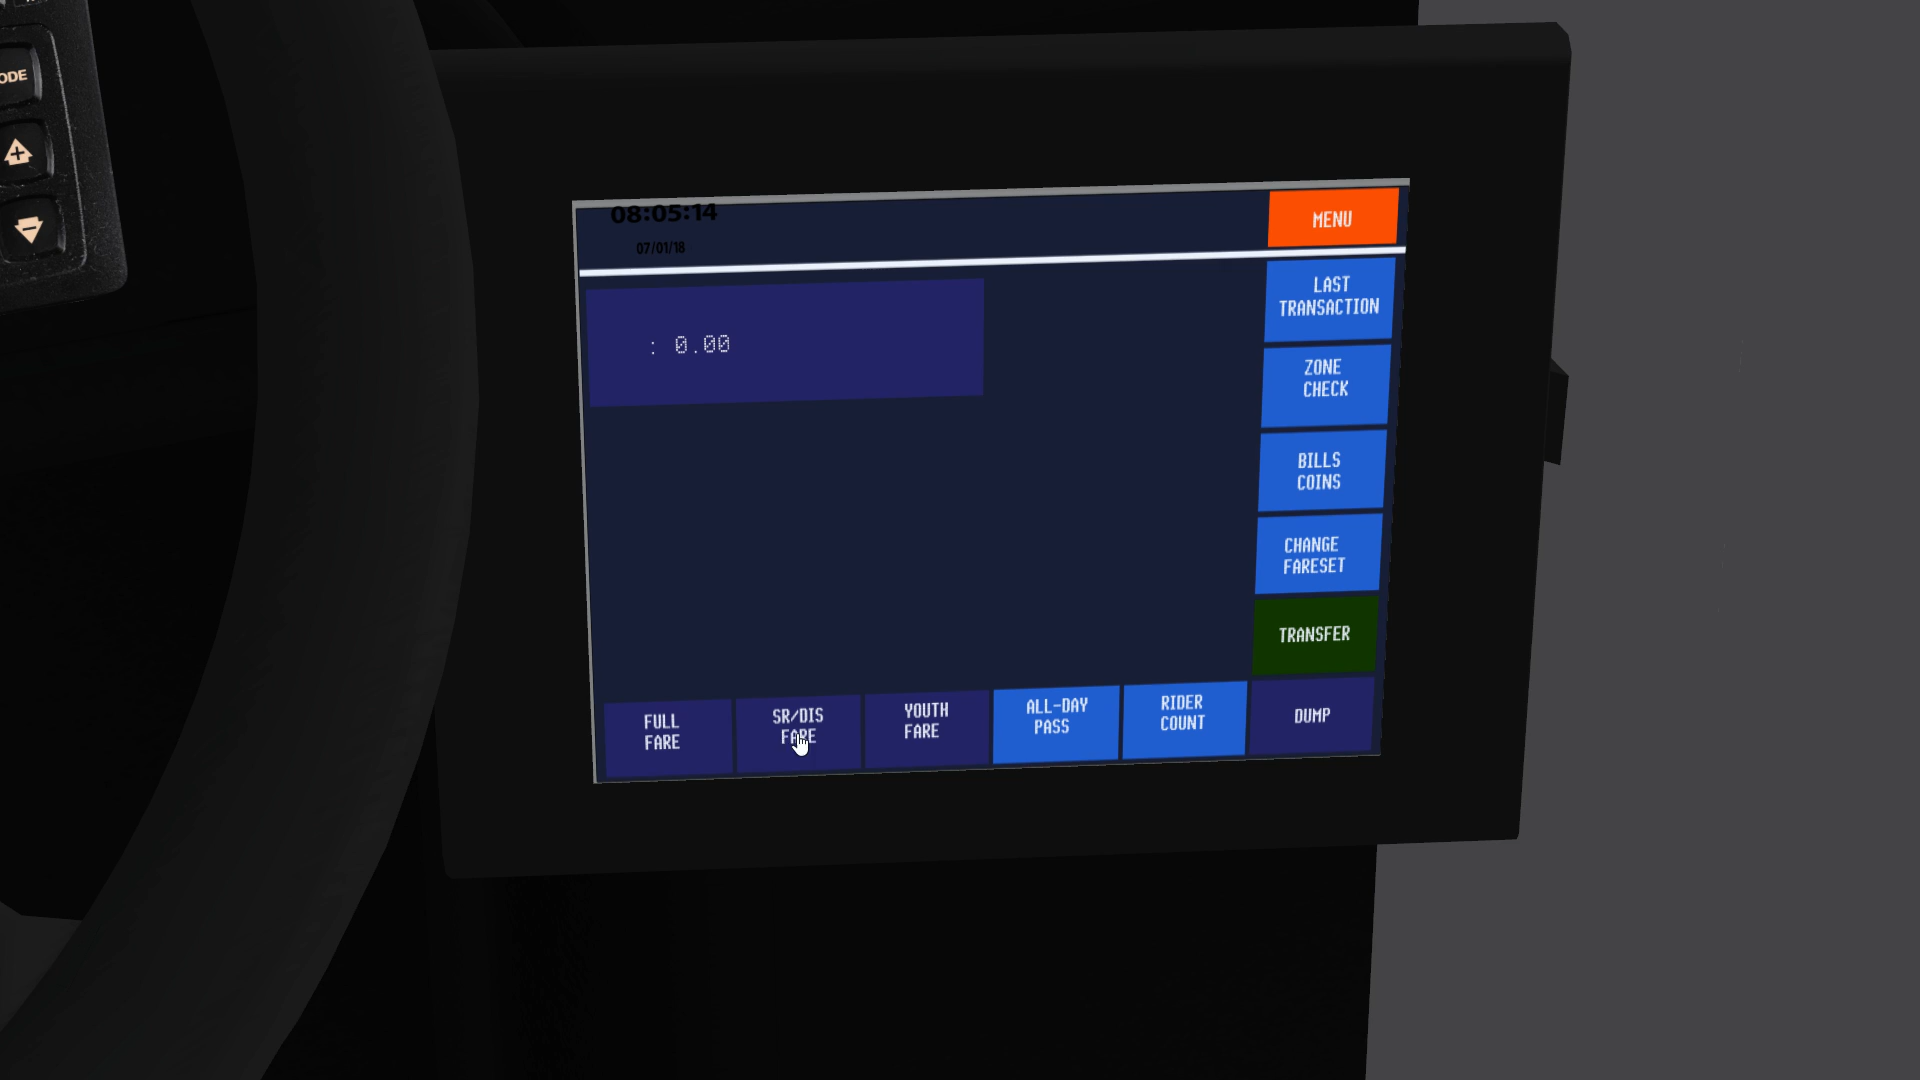 ODE
08:05:14
07/01/18
MENU
: 0.00
LAST
TRANSACTION
ZONE
CHECK
BILLS
COINS
CHANGE
FARESET
TRANSFER
FULL
FARE
SR/DIS
FARE
YOUTH
FARE
ALL-DAY
PASS
RIDER
COUNT
DUMP